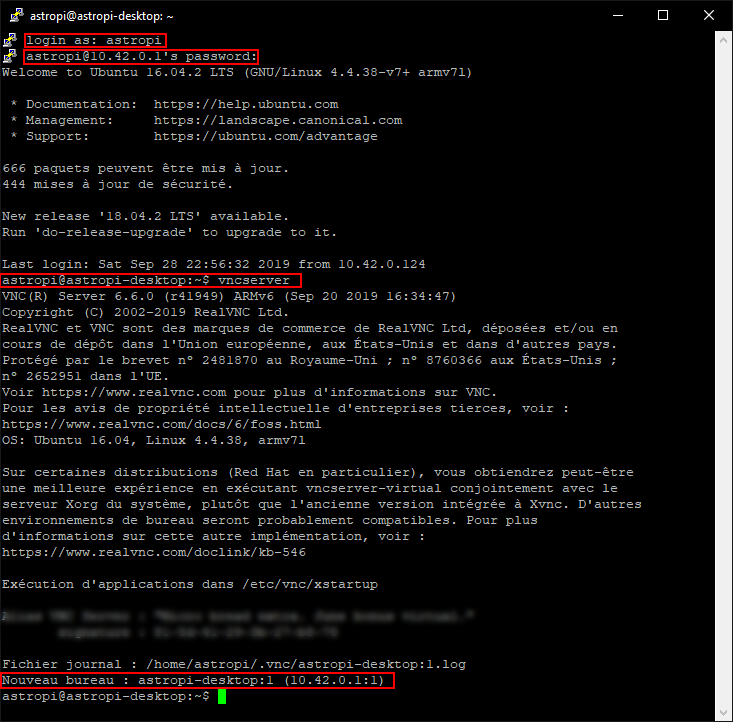 astropi@astropi-desktop: ~
login as: astropi
astropi@10.42.0.1's password:
Welcome to Ubuntu 16.04.2 LTS (GNU/Linux 4.4.38-v7+ armv7l)
* Documentation:  https://help.ubuntu.com
* Management:     https://landscape.canonical.com
* Support:        https://ubuntu.com/advantage
666 paquets peuvent être mis à jour.
444 mises à jour de sécurité.
New release '18.04.2 LTS' available.
Run 'do-release-upgrade' to upgrade to it.
Last login: Sat Sep 28 22:56:32 2019 from 10.42.0.124
astropi@astropi-desktop:~$ vncserver
VNC(R) Server 6.6.0 (r41949) ARMv6 (Sep 20 2019 16:34:47)
Copyright (C) 2002-2019 RealVNC Ltd.
RealVNC et VNC sont des marques de commerce de RealVNC Ltd, déposées et/ou en
cours de dépôt dans l'Union européenne, aux États-Unis et dans d'autres pays.
Protégé par le brevet n° 2481870 au Royaume-Uni ; n° 8760366 aux États-Unis ;
n° 2652951 dans l'UE.
Voir https://www.realvnc.com pour plus d'informations sur VNC.
Pour les avis de propriété intellectuelle d'entreprises tierces, voir :
https://www.realvnc.com/docs/6/foss.html
OS: Ubuntu 16.04, Linux 4.4.38, armv7l
Sur certaines distributions (Red Hat en particulier), vous obtiendrez peut-être
une meilleure expérience en exécutant vncserver-virtual conjointement avec le
serveur Xorg du système, plutôt que l'ancienne version intégrée à Xvnc. D'autres
environnements de bureau seront probablement compatibles. Pour plus
d'informations sur cette autre implémentation, voir :
https://www.realvnc.com/doclink/kb-546
Exécution d'applications dans /etc/vnc/xstartup
Fichier journal : /home/astropi/.vnc/astropi-desktop:1.log
Nouveau bureau : astropi-desktop:1 (10.42.0.1:1)
astropi@astropi-desktop:~$